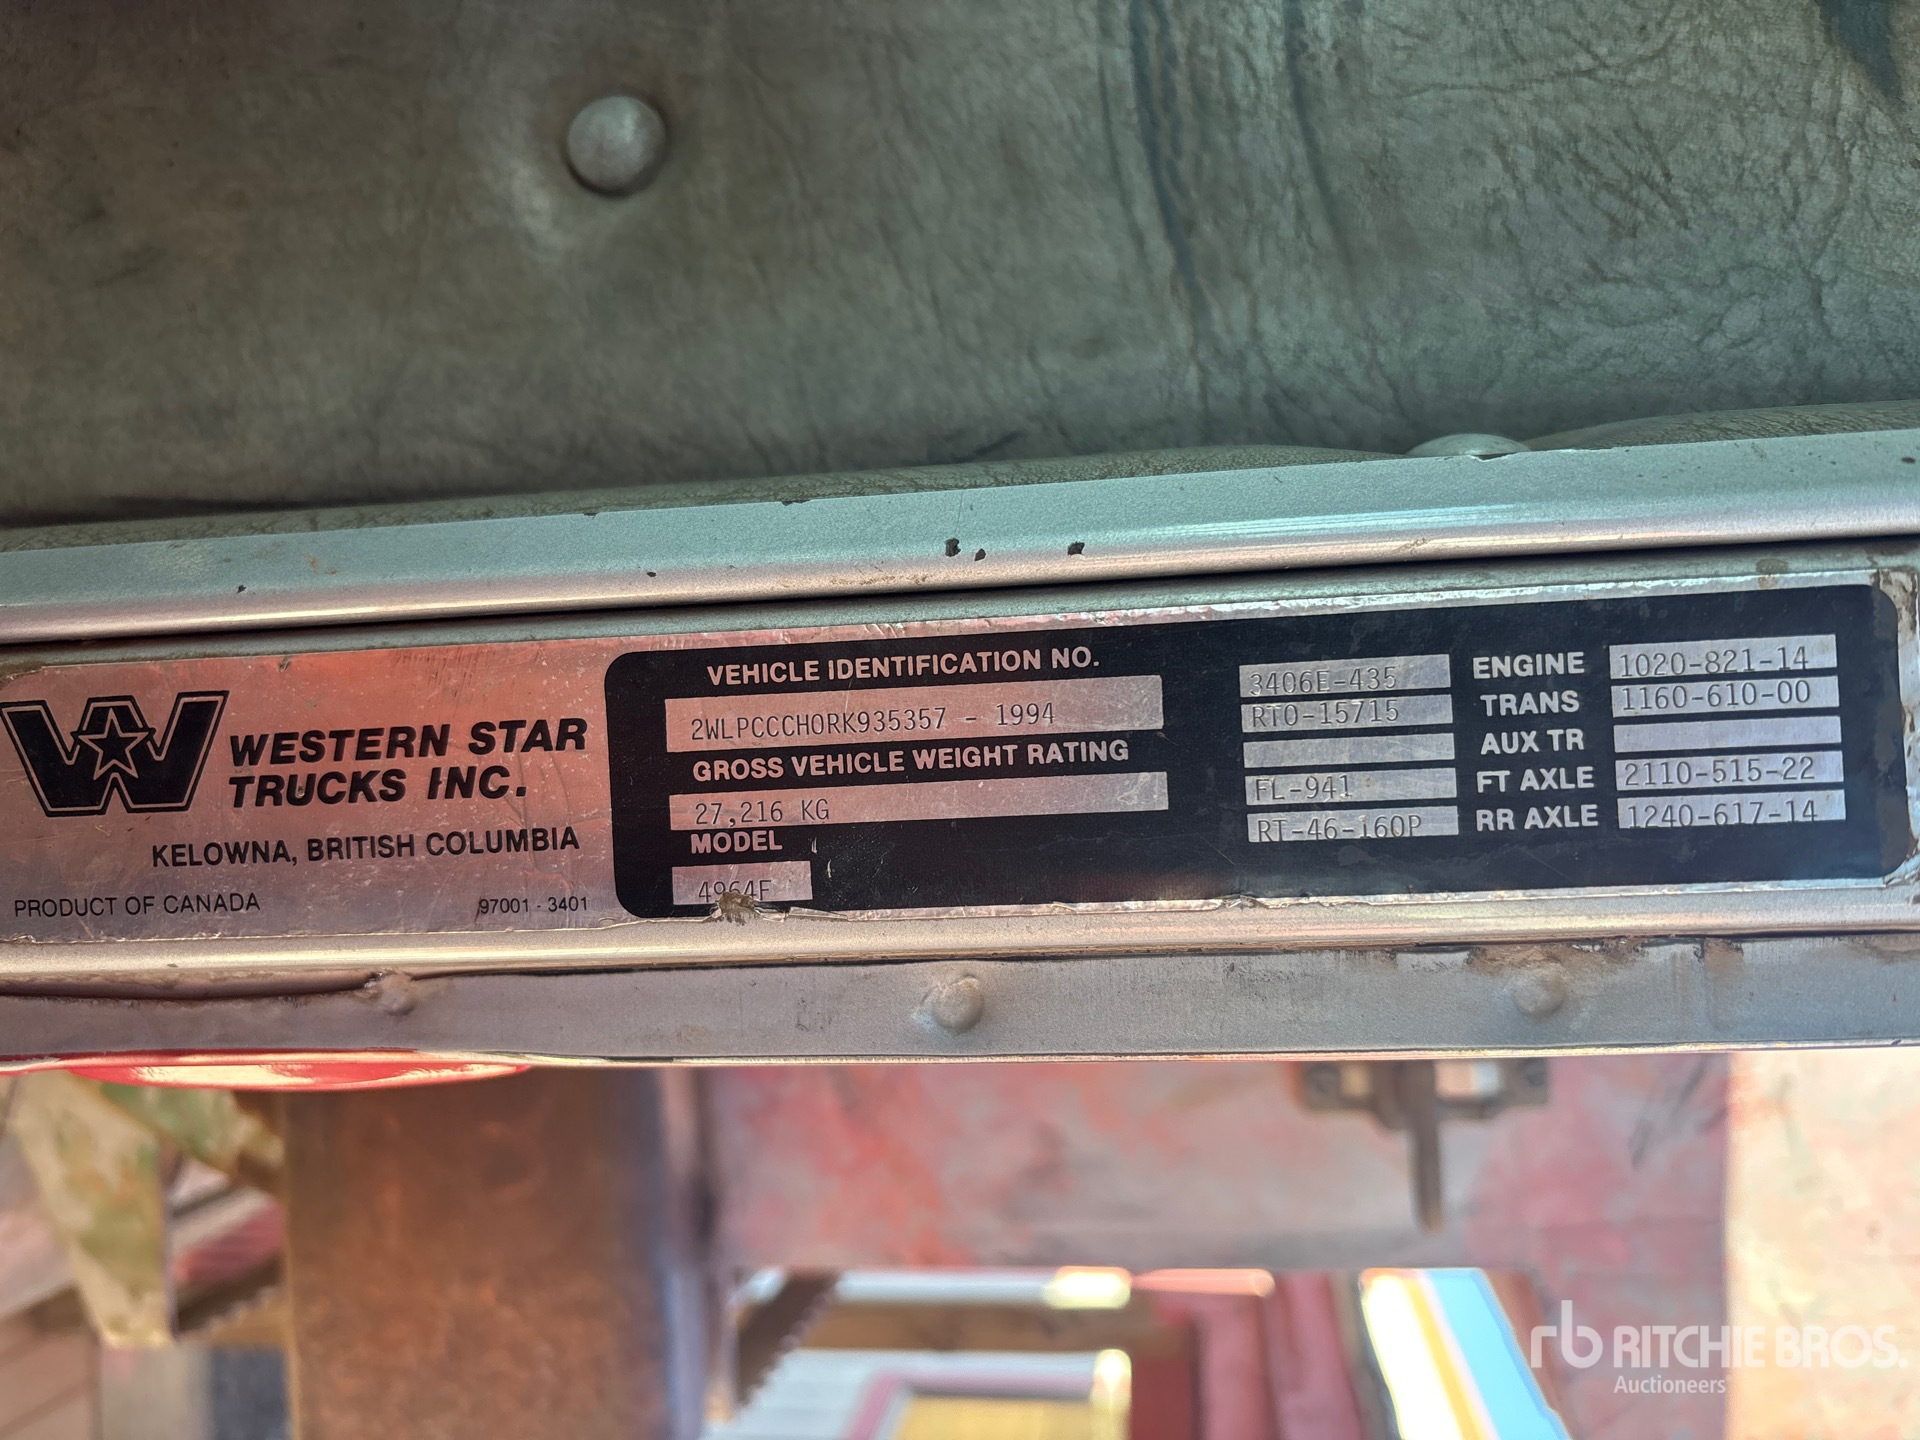 WESTERN STAR
TRUCKS INC.
KELOWNA, BRITISH COLUMBIA
PRODUCT OF CANADA 97001 - 3401
VEHICLE IDENTIFICATION NO.
2WLPCCCH0RK935357 - 1994
GROSS VEHICLE WEIGHT RATING
27,216 KG
MODEL
4964F
3406E-435 ENGINE 1020-821-14
RTO-15715 TRANS 1160-610-00
AUX TR
FL-941 FT AXLE 2110-515-22
RT-46-160P RR AXLE 1240-617-14
rb RITCHIE BROS.
Auctioneers